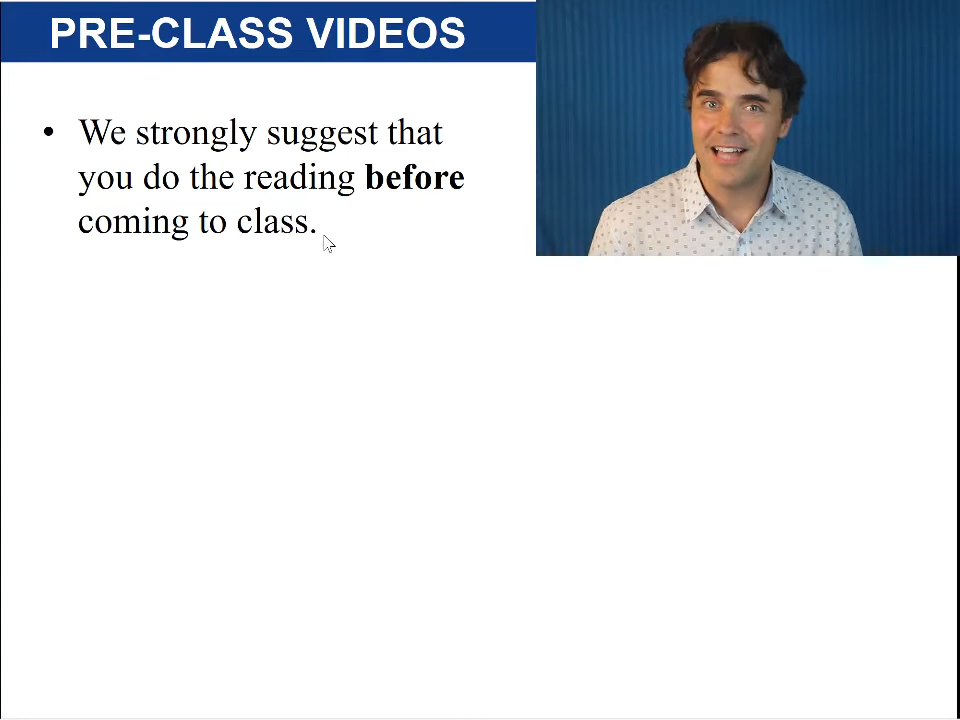 PRE-CLASS VIDEOS
• We strongly suggest that
you do the reading before
coming to class.